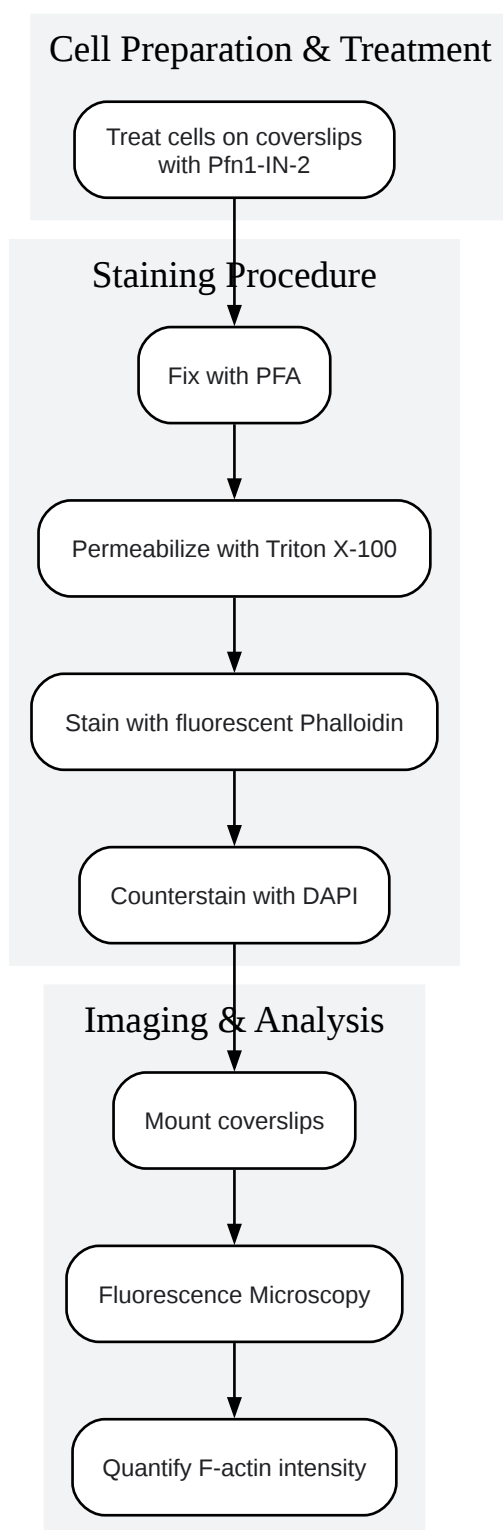 Cell Preparation & Treatment
Treat cells on coverslips
with Pfn1-IN-2
Staining Procedure
Fix with PFA
Permeabilize with Triton X-100
Stain with fluorescent Phalloidin
Counterstain with DAPI
Imaging & Analysis
Mount coverslips
Fluorescence Microscopy
Quantify F-actin intensity